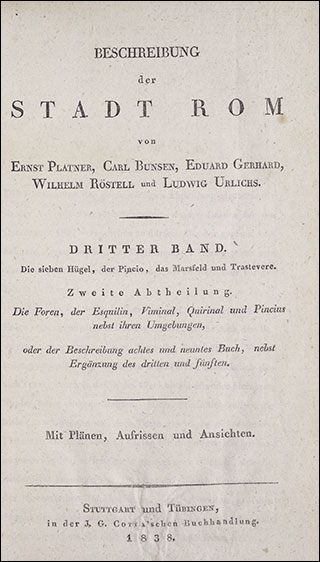 BESCHREIBUNG
der
STADT ROM
von
ERNST PLATNER, CARL BUNSEN, EDUARD GERHARD,
WILHELM RÖSTELL und LUDWIG URLICHS.
DRITTER BAND.
Die sieben Hügel, der Pincio, das Marsfeld und Trastevere.
Zweite Abtheilung.
Die Foren, der Esquilin, Viminal, Quirinal und Pincius
nebst ihren Umgebungen,
oder der Beschreibung achtes und neuntes Buch, nebst
Ergänzung des dritten und fünften.
Mit Plänen, Aufrissen und Ansichten.
STUTTGART und TÜBINGEN,
in der J. G. COTTA'schen Buchhandlung.
1838.